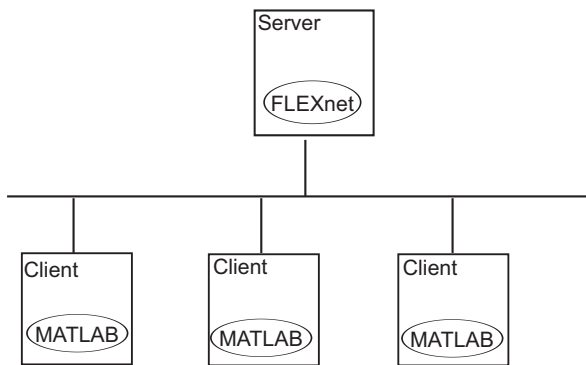 Server
FLEXnet
Client
Client
Client
MATLAB
MATLAB
MATLAB